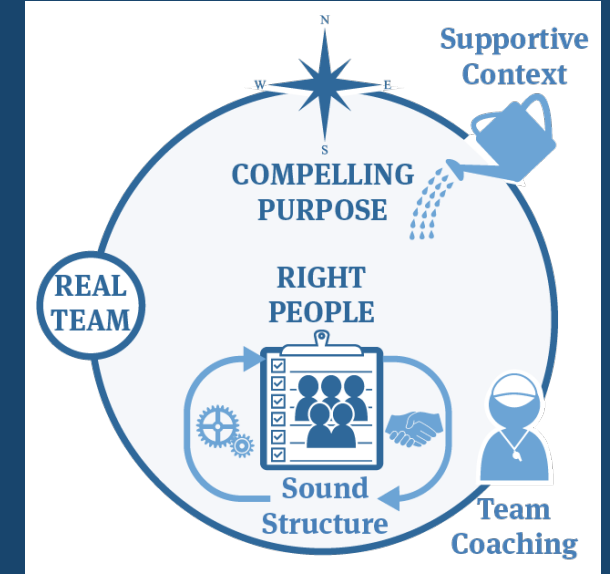 N
Supportive
Context
W
E
S
COMPELLING
PURPOSE
REAL
TEAM
RIGHT
PEOPLE
Sound
Structure
Team
Coaching